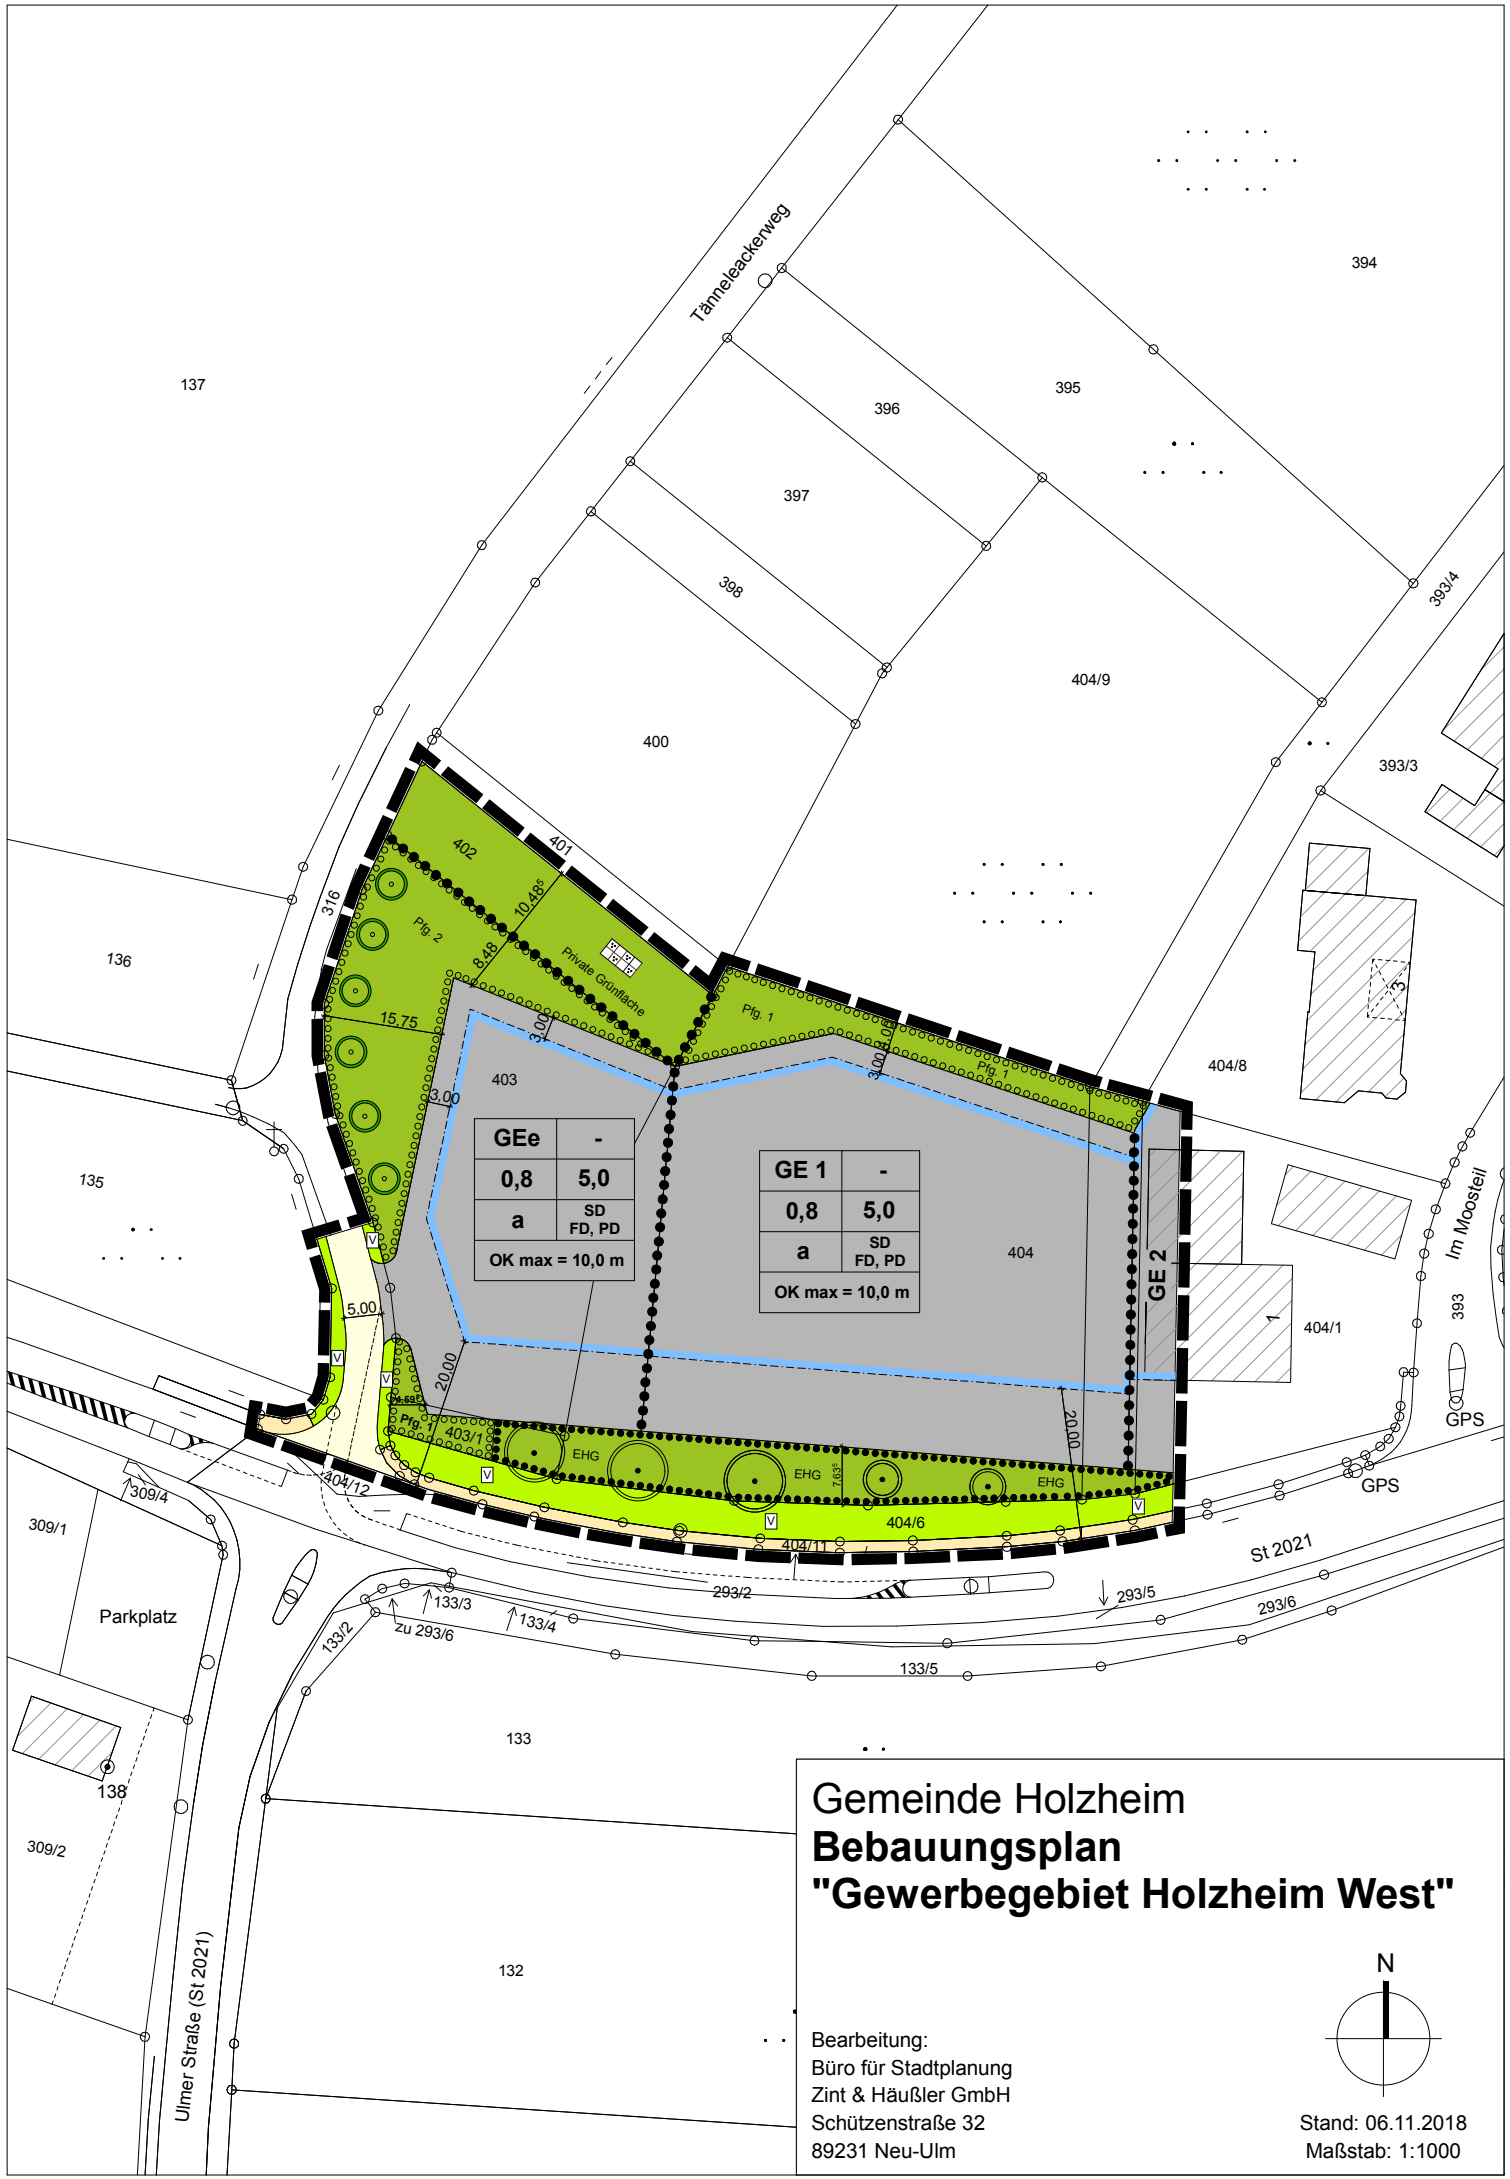 Tänneleackerweg
394
137
395
396
397
398
393/4
404/9
400
393/3
401
402
316
10.48⁵
Pfg. 2
8.48
Private Grünfläche
136
Pfg. 1
15,75
3,00
3,00
Pfg. 1
404/8
3
403
3,00
135
GEe -
0,8 5,0
a SD
FD, PD
OK max = 10,0 m
GE 1 -
0,8 5,0
a SD
FD, PD
OK max = 10,0 m
404
GE 2
Im Moosteil
V
5,00
1
404/1
393
V
V
20,00
20,00
Pfg. 1
403/1
EHG
EHG
7.63⁵
EHG
GPS
GPS
V
V
V
404/12
404/6
404/11
309/4
309/1
St 2021
293/2
293/5
293/6
133/3
133/4
zu 293/6
133/2
Parkplatz
133/5
133
138
309/2
132
Ulmer Straße (St 2021)
Gemeinde Holzheim
Bebauungsplan
"Gewerbegebiet Holzheim West"
N
Bearbeitung:
Büro für Stadtplanung
Zint & Häußler GmbH
Schützenstraße 32
89231 Neu-Ulm
Stand: 06.11.2018
Maßstab: 1:1000